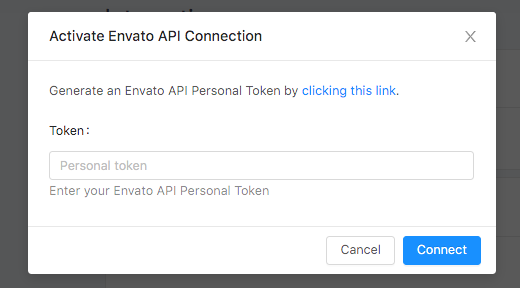 Activate Envato API Connection
Generate an Envato API Personal Token by clicking this link.
Token:
Personal token
Enter your Envato API Personal Token
Cancel
Connect